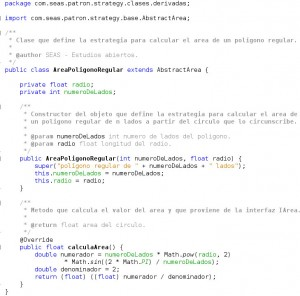 package com.seas.patron.strategy.clases.derivadas;
import com.seas.patron.strategy.base.AbstractArea;
/**
* Clase que define la estrategia para calcular el area de un poligono regular.
*
* @author SEAS - Estudios abiertos.
*/
public class AreaPoligonoRegular extends AbstractArea {
private float radio;
private int numeroDeLados;
/**
* Constructor del objeto que define la estrategia para calcular el area de
* un poligono regular de n lados a partir del circulo que la circunscribe.
*
* @param numeroDeLados int numero de lados del poligono.
* @param radio float longitud del radio.
*/
public AreaPoligonoRegular(int numeroDeLados, float radio) {
super("poligono regular de " + numeroDeLados + " lados");
this.numeroDeLados = numeroDeLados;
this.radio = radio;
}
/**
* Metodo que calcula el valor del area y que proviene de la interfaz IArea.
*
* @return float area del circulo.
*/
@Override
public float calculaArea() {
double numerador = numeroDeLados * Math.pow(radio, 2)
* Math.sin((2 * Math.PI) / numeroDeLados);
double denominador = 2;
return (float) ((float) numerador / denominador);
}
}